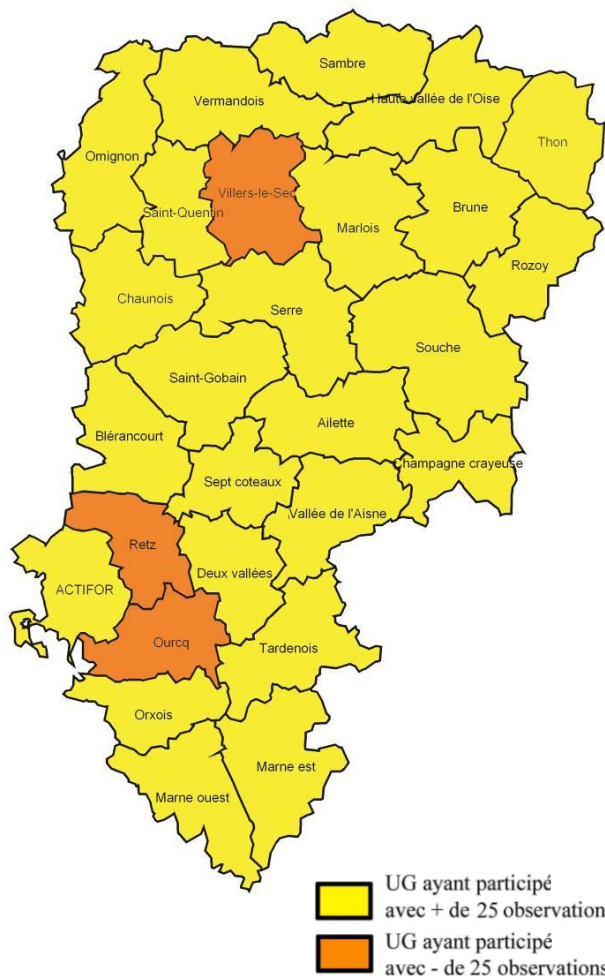 Sambre
Vermandois
Haute vallée de l'Oise
Thon
Omignon
Villers-le-Sec
Saint-Quentin
Marlois
Brune
Rozoy
Chaunois
Serre
Souche
Saint-Gobain
Ailette
Blérancourt
Champagne crayeuse
Sept coteaux
Vallée de l'Aisne
Retz
Deux vallées
ACTIFOR
Ourcq
Tardenois
Orxois
Marne est
Marne ouest
UG ayant participé
avec + de 25 observation
UG ayant participé
avec - de 25 observations